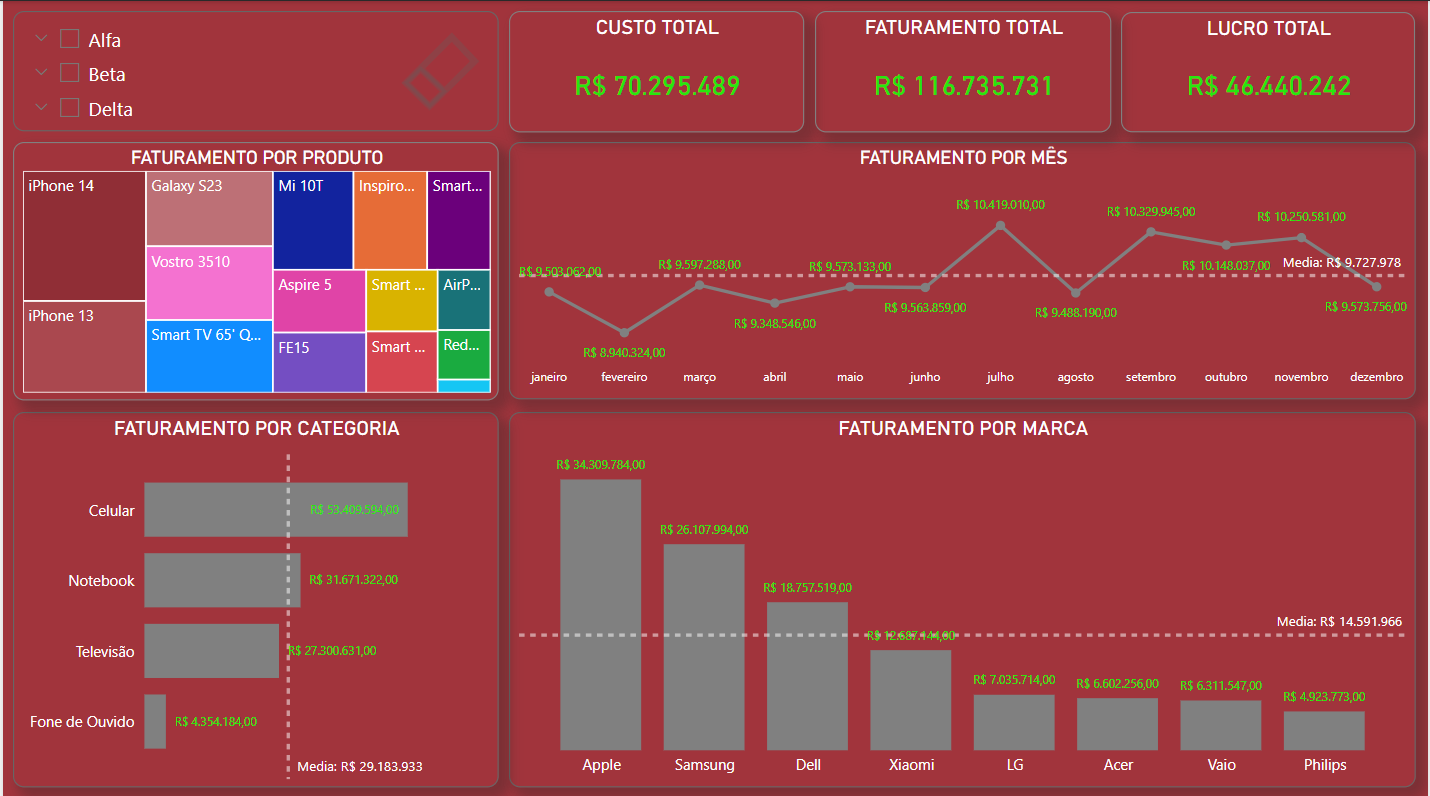 Alfa
Beta
Delta
CUSTO TOTAL
R$ 70.295.489
FATURAMENTO TOTAL
R$ 116.735.731
LUCRO TOTAL
R$ 46.440.242
FATURAMENTO POR PRODUTO
iPhone 14
iPhone 13
Galaxy S23
Vostro 3510
Smart TV 65' Q...
Mi 10T
Inspiro...
Smart...
Aspire 5
FE15
Smart ...
Smart ...
AirP...
Red...
FATURAMENTO POR MÊS
R$ 9.503.062,00
R$ 8.940.324,00
R$ 9.597.288,00
R$ 9.348.546,00
R$ 9.573.133,00
R$ 9.563.859,00
R$ 10.419.010,00
R$ 9.488.190,00
R$ 10.329.945,00
R$ 10.148.037,00
R$ 10.250.581,00
R$ 9.573.756,00
Media: R$ 9.727.978
janeiro
fevereiro
março
abril
maio
junho
julho
agosto
setembro
outubro
novembro
dezembro
FATURAMENTO POR CATEGORIA
Celular
R$ 53.409.594,00
Notebook
R$ 31.671.322,00
Televisão
R$ 27.300.631,00
Fone de Ouvido
R$ 4.354.184,00
Media: R$ 29.183.933
FATURAMENTO POR MARCA
R$ 34.309.784,00
R$ 26.107.994,00
R$ 18.757.519,00
R$ 12.687.144,00
R$ 7.035.714,00
R$ 6.602.256,00
R$ 6.311.547,00
R$ 4.923.773,00
Media: R$ 14.591.966
Apple
Samsung
Dell
Xiaomi
LG
Acer
Vaio
Philips